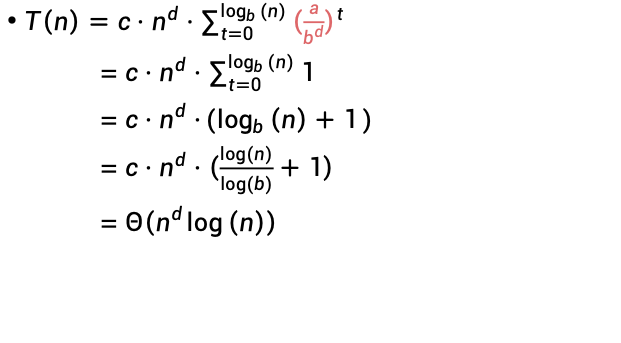 • T(n) = c · n^d · ∑_{t=0}^{log_b (n)} (a/b^d)^t
= c · n^d · ∑_{t=0}^{log_b (n)} 1
= c · n^d · (log_b (n) + 1)
= c · n^d · (log(n)/log(b) + 1)
= Θ(n^d log (n))